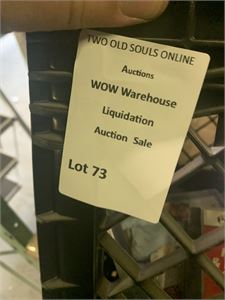 TWO OLD SOULS ONLINE
Auctions
WOW Warehouse
Liquidation
Auction Sale
Lot 73